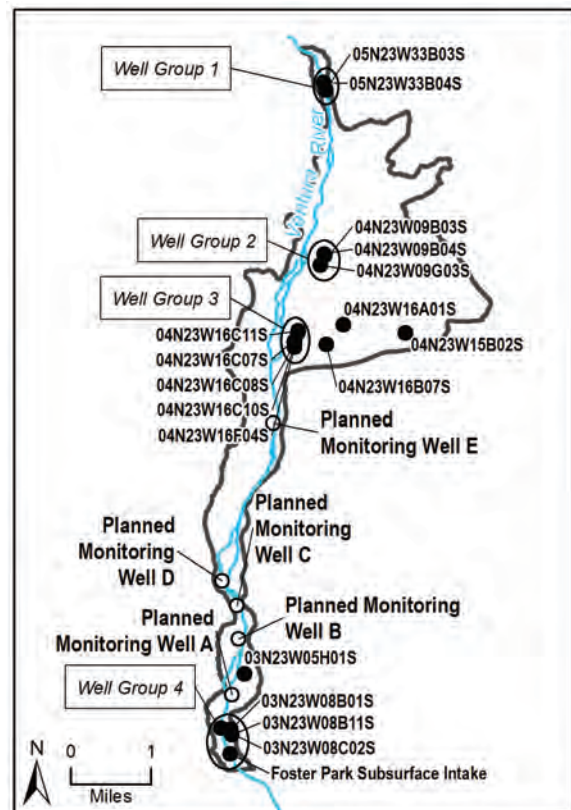 05N23W33B03S
Well Group 1
05N23W33B04S
Ventura River
04N23W09B03S
Well Group 2
04N23W09B04S
04N23W09G03S
Well Group 3
04N23W16A01S
04N23W16C11S
04N23W15B02S
04N23W16C07S
04N23W16B07S
04N23W16C08S
04N23W16C10S
04N23W16F04S
Planned
Monitoring Well E
Planned
Monitoring
Well C
Planned
Monitoring
Well D
Planned
Monitoring Well A
Planned Monitoring
Well B
03N23W05H01S
Well Group 4
03N23W08B01S
03N23W08B11S
03N23W08C02S
Foster Park Subsurface Intake
N
0 1
Miles